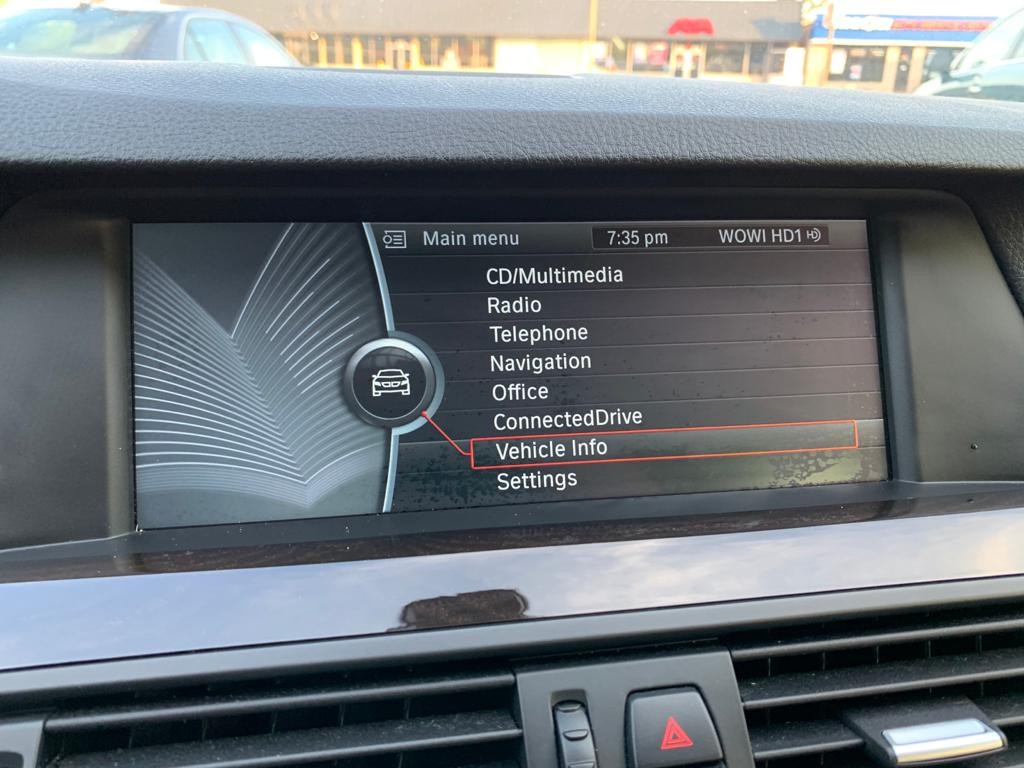 Main menu
7:35 pm
WOWI HD1
CD/Multimedia
Radio
Telephone
Navigation
Office
ConnectedDrive
Vehicle Info
Settings